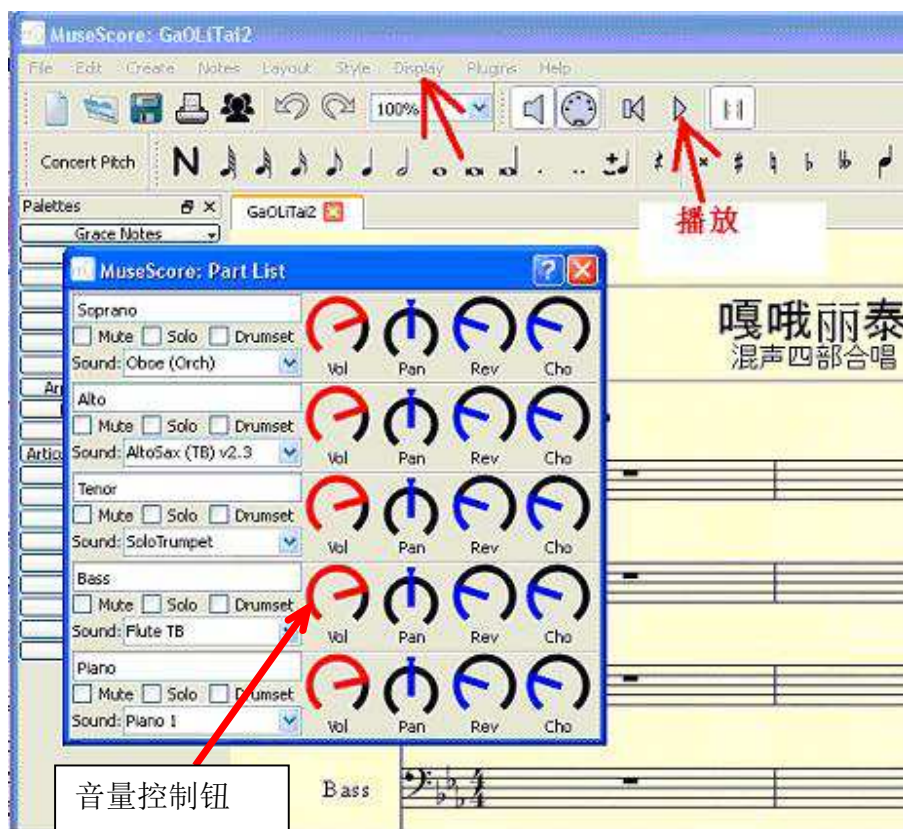 MuseScore: GaOLiTai2
File Edit Create Notes Layout Style Display Plugins Help
100%
Concert Pitch N
播放
Palettes
GaOLiTai2
Grace Notes
MuseScore: Part List
嘎哦丽泰
混声四部合唱
Soprano
Mute Solo Drumset
Sound: Oboe (Orch)
Vol Pan Rev Cho
Alto
Mute Solo Drumset
Sound: AltoSax (TB) v2.3
Vol Pan Rev Cho
Tenor
Mute Solo Drumset
Sound: SoloTrumpet
Vol Pan Rev Cho
Bass
Mute Solo Drumset
Sound: Flute TB
Vol Pan Rev Cho
Piano
Mute Solo Drumset
Sound: Piano 1
Vol Pan Rev Cho
音量控制钮
Bass